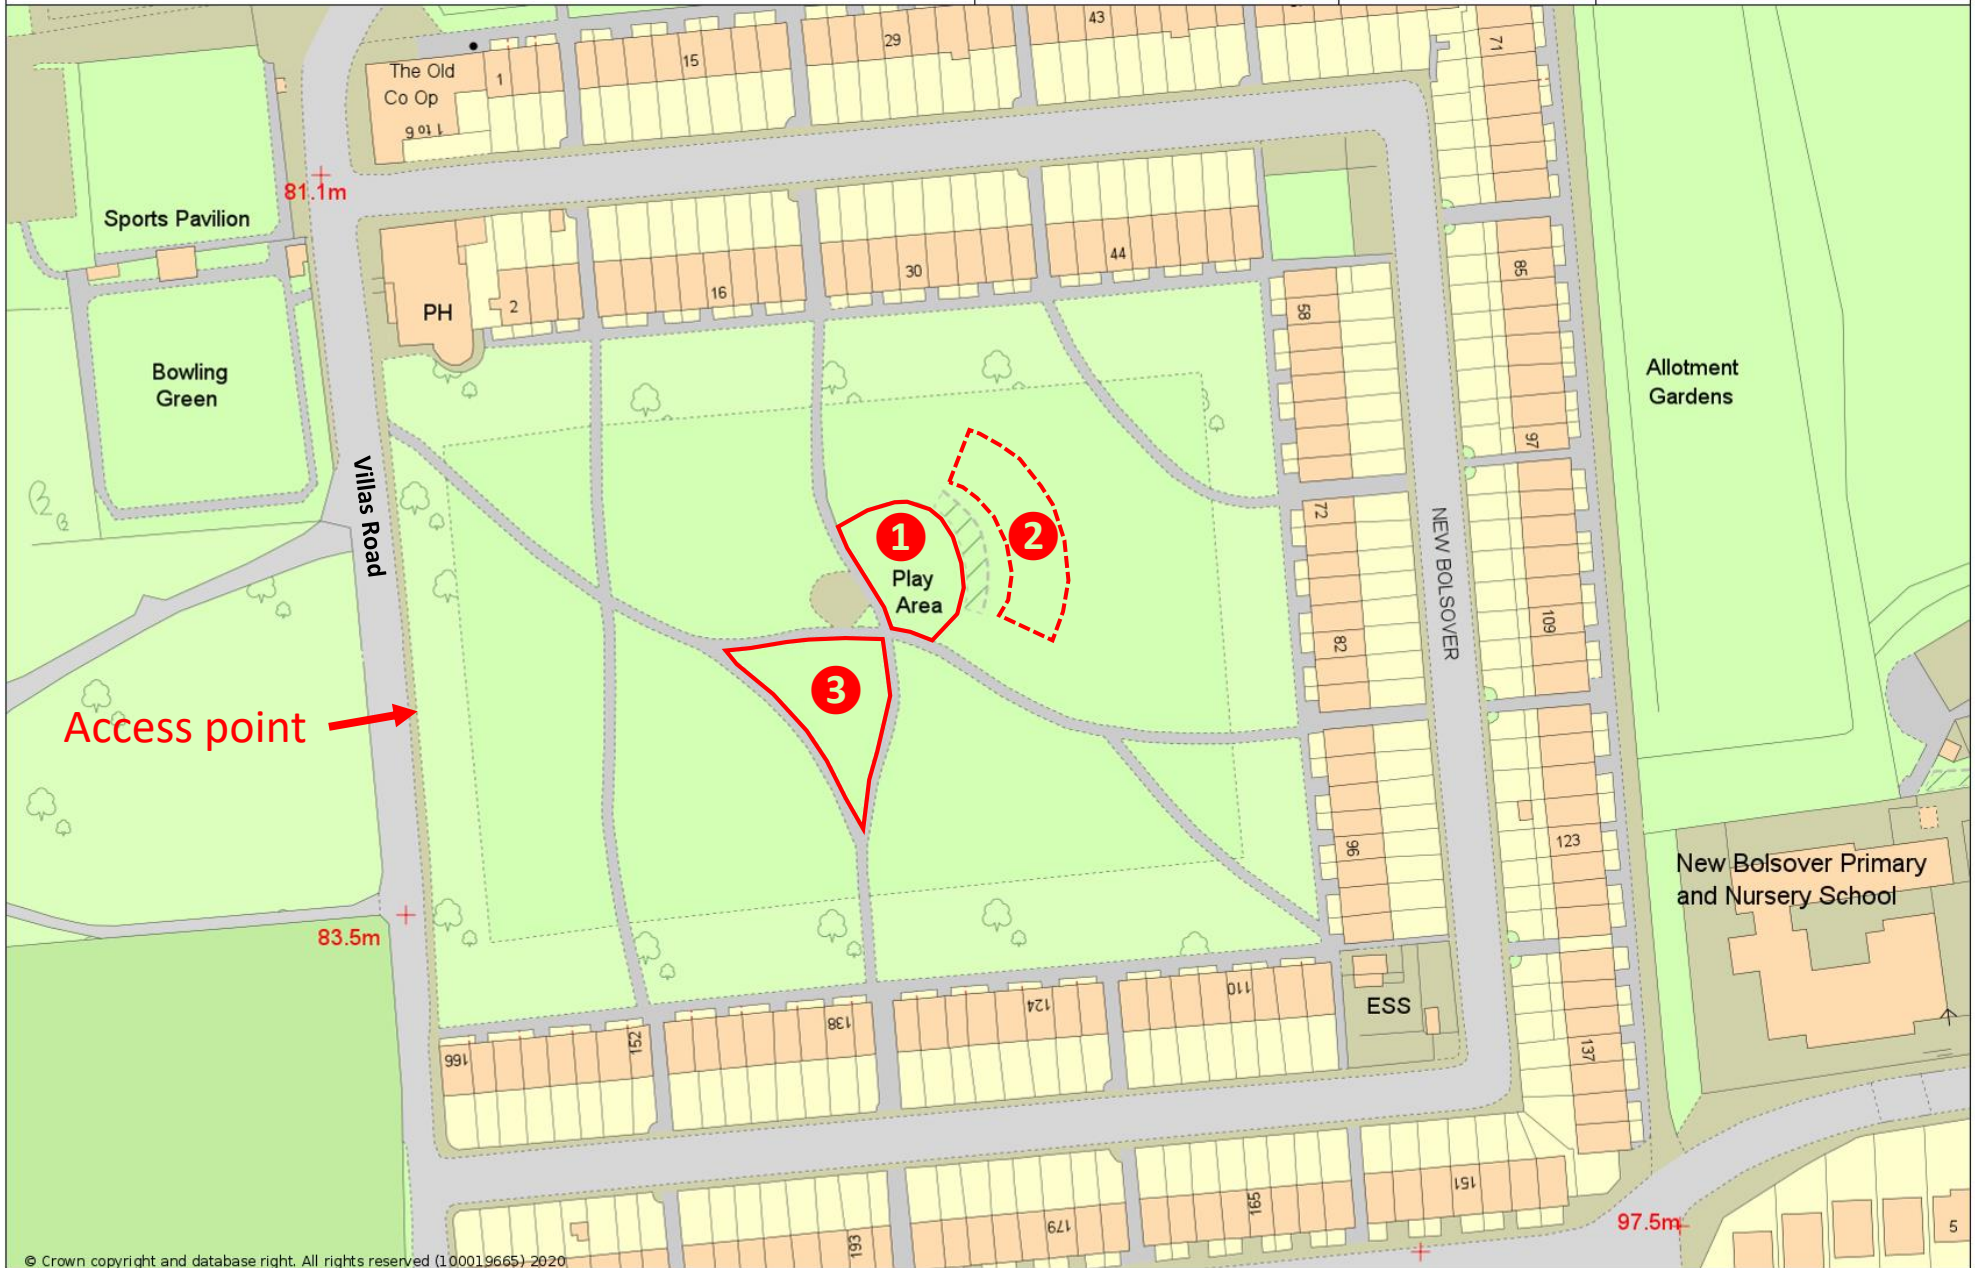 43
29
15
71
The Old
Co Op
1
1 to 6
81.1m
Sports Pavilion
44
30
16
2
PH
85
58
Bowling
Green
Allotment
Gardens
97
Villas Road
72
NEW BOLSOVER
1
2
Play
Area
109
82
3
Access point
123
96
New Bolsover Primary
and Nursery School
83.5m
110
124
138
152
166
ESS
137
151
165
179
193
97.5m
5
© Crown copyright and database right. All rights reserved (100019665) 2020